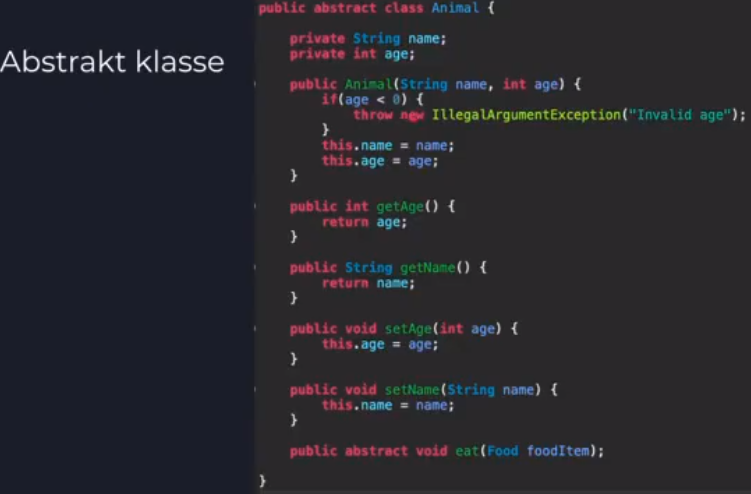 Abstrakt klasse
public abstract class Animal {
private String name;
private int age;
public Animal(String name, int age) {
if(age < 0) {
throw new IllegalArgumentException("Invalid age");
}
this.name = name;
this.age = age;
}
public int getAge() {
return age;
}
public String getName() {
return name;
}
public void setAge(int age) {
this.age = age;
}
public void setName(String name) {
this.name = name;
}
public abstract void eat(Food foodItem);
}